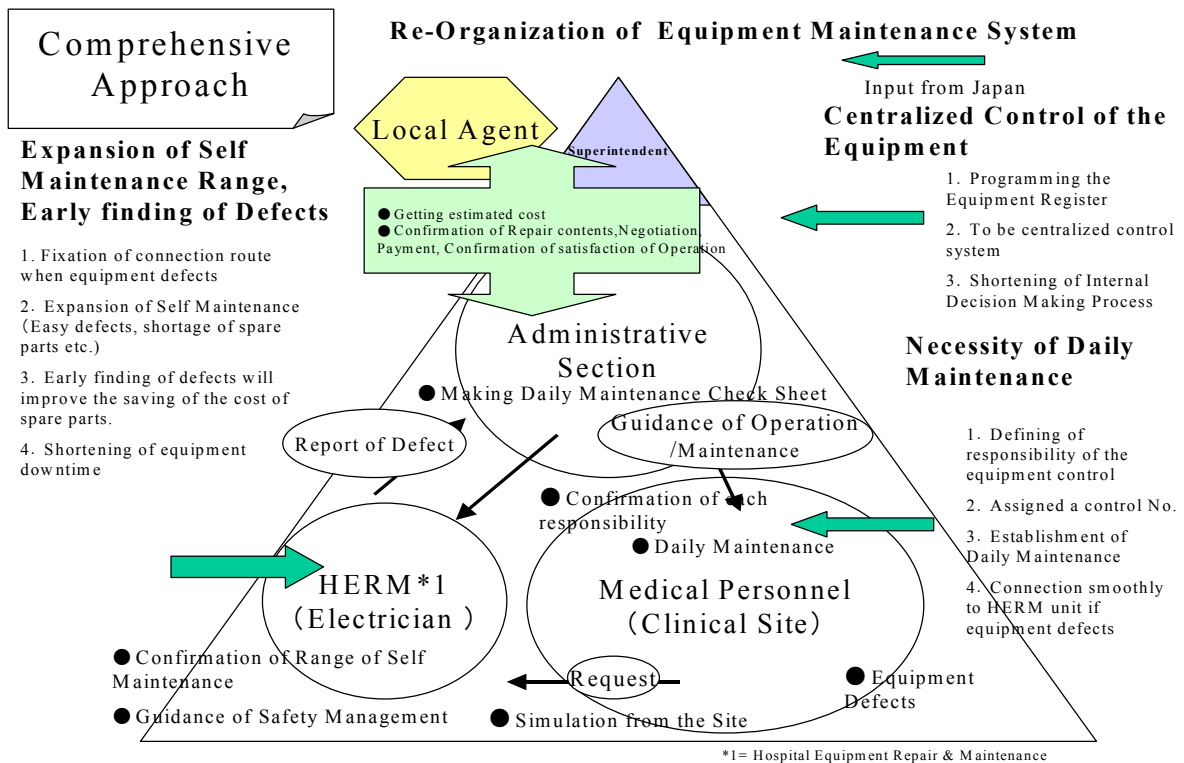 Comprehensive
Approach
Re-Organization of Equipment Maintenance System
Input from Japan
Local Agent
Superintendent
Centralized Control of the
Equipment
1. Programming the
Equipment Register
2. To be centralized control
system
3. Shortening of Internal
Decision Making Process
Expansion of Self
Maintenance Range,
Early finding of Defects
1. Fixation of connection route
when equipment defects
2. Expansion of Self Maintenance
(Easy defects, shortage of spare
parts etc.)
3. Early finding of defects will
improve the saving of the cost of
spare parts.
4. Shortening of equipment
downtime
● Getting estimated cost
● Confirmation of Repair contents,Negotiation,
Payment, Confirmation of satisfaction of Operation
Administrative
Section
● Making Daily Maintenance Check Sheet
Report of Defect
Guidance of Operation
/Maintenance
Necessity of Daily
Maintenance
1. Defining of
responsibility of the
equipment control
2. Assigned a control No.
3. Establishment of
Daily Maintenance
4. Connection smoothly
to HERM unit if
equipment defects
● Confirmation of each
responsibility
● Daily Maintenance
HERM*1
(Electrician )
Medical Personnel
(Clinical Site)
● Confirmation of Range of Self
Maintenance
● Guidance of Safety Management
Request
● Simulation from the Site
● Equipment
Defects
*1= Hospital Equipment Repair & Maintenance